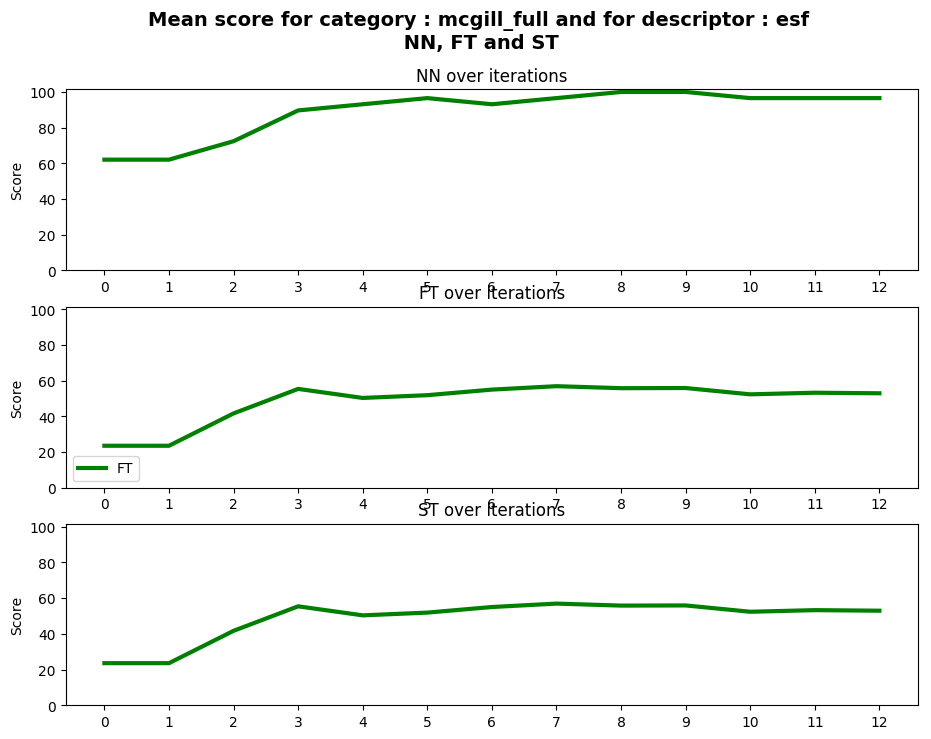 Mean score for category : mcgill_full and for descriptor : esf
NN, FT and ST
NN over iterations
100
80
60
40
20
0
Score
0 1 2 3 4 5 6 7 8 9 10 11 12
FT over iterations
100
80
60
40
20
0
Score
FT
0 1 2 3 4 5 6 7 8 9 10 11 12
ST over iterations
100
80
60
40
20
0
Score
0 1 2 3 4 5 6 7 8 9 10 11 12